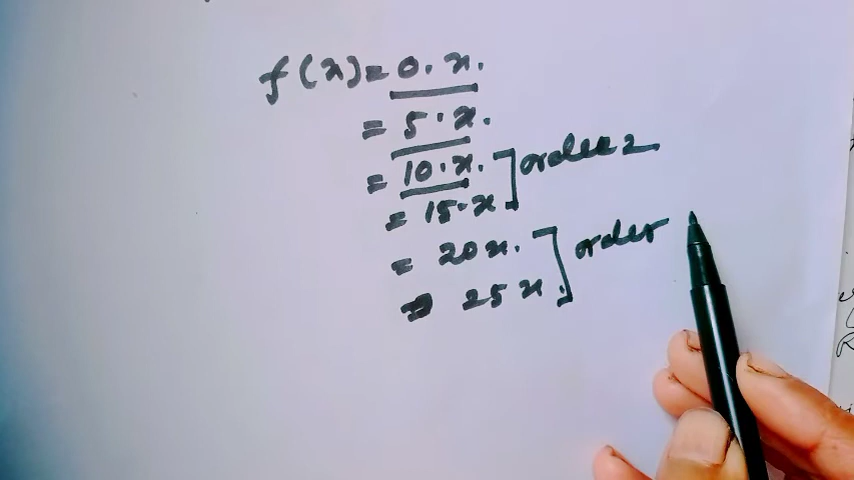 f(x)= 0.x.
= 5.x.
= 10.x. ] order 2
= 15.x
= 20x. ] order
= 25x.